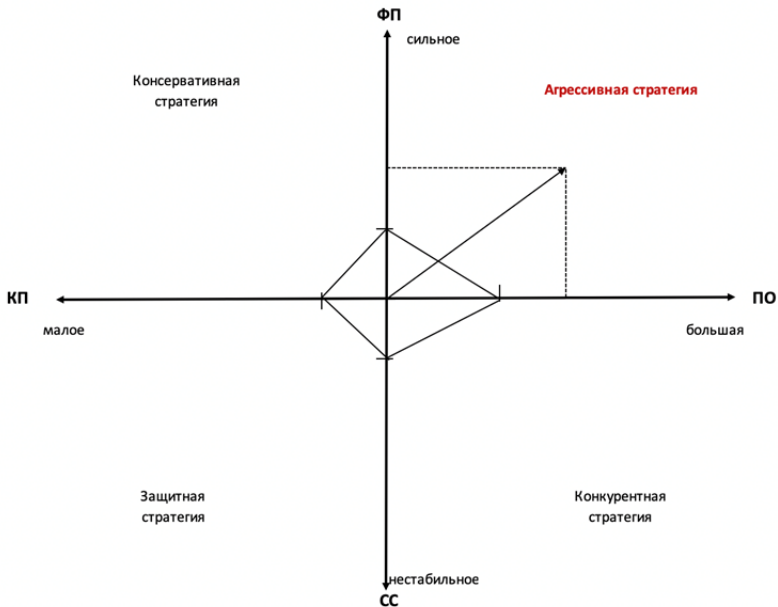 ФП
сильное
Консервативная
стратегия
Агрессивная стратегия
КП
ПО
малое
большая
Защитная
стратегия
Конкурентная
стратегия
нестабильное
СС